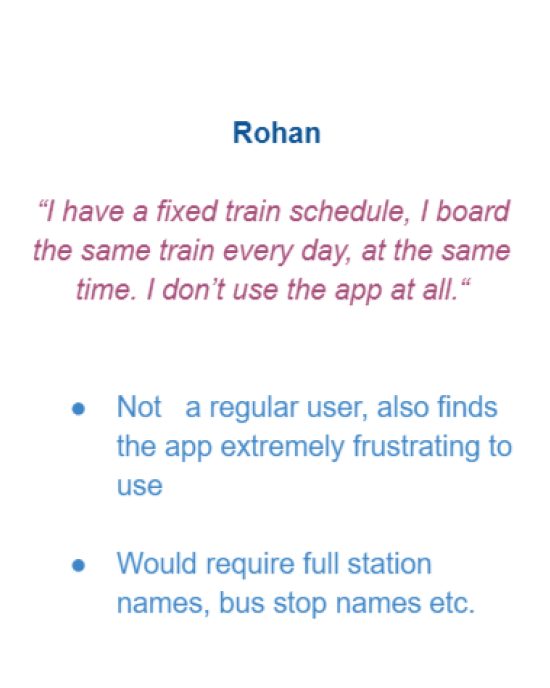 Rohan
“I have a fixed train schedule, I board
the same train every day, at the same
time. I don’t use the app at all.“
● Not a regular user, also finds
the app extremely frustrating to
use
● Would require full station
names, bus stop names etc.